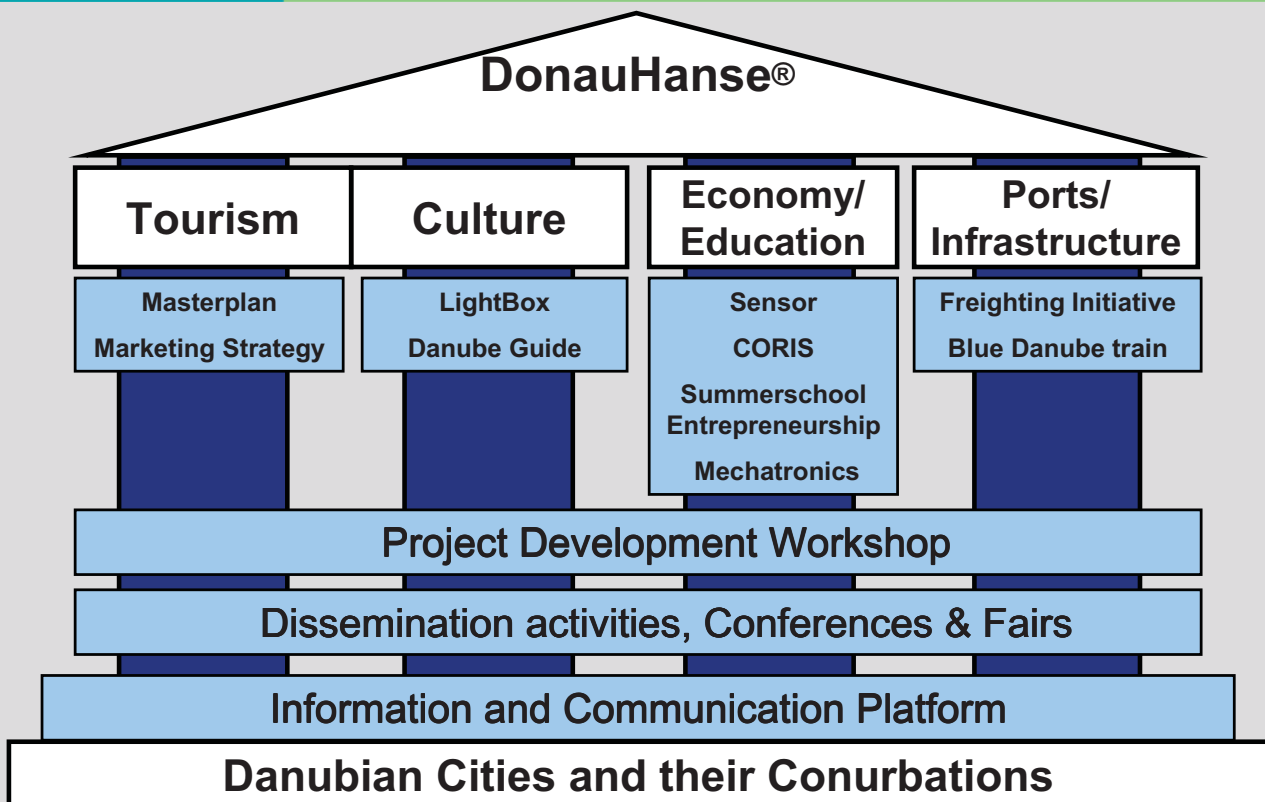 DonauHanse®
Tourism
Culture
Economy/
Education
Ports/
Infrastructure
Masterplan
Marketing Strategy
LightBox
Danube Guide
Sensor
CORIS
Summerschool
Entrepreneurship
Mechatronics
Freighting Initiative
Blue Danube train
Project Development Workshop
Dissemination activities, Conferences & Fairs
Information and Communication Platform
Danubian Cities and their Conurbations